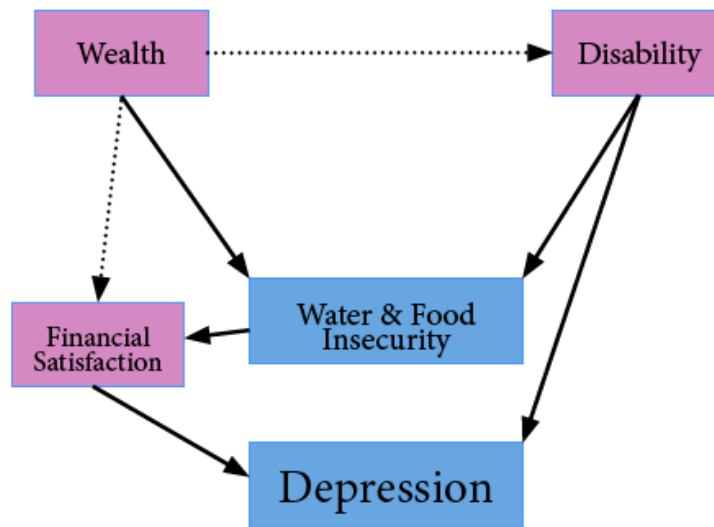 Wealth
Disability
Water & Food
Insecurity
Financial
Satisfaction
Depression